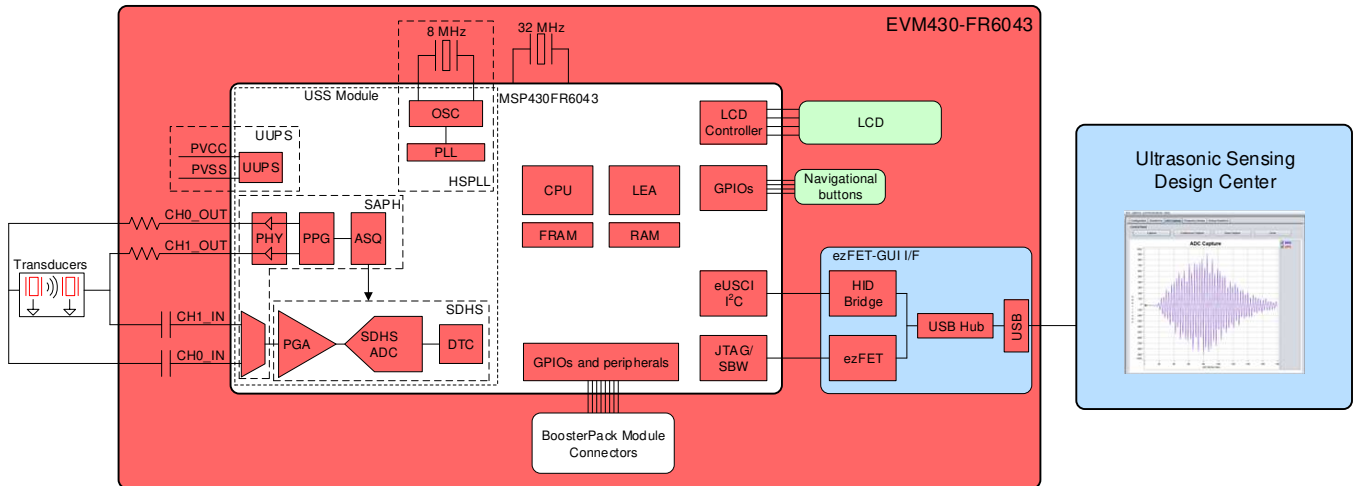 EVM430-FR6043
8 MHz
32 MHz
USS Module
MSP430FR6043
OSC
PLL
HSPLL
UUPS
PVCC
PVSS
UUPS
LCD
Controller
LCD
CPU
LEA
GPIOs
Navigational
buttons
FRAM
RAM
SAPH
CH0_OUT
CH1_OUT
PHY
PPG
ASQ
Transducers
CH1_IN
CH0_IN
SDHS
PGA
SDHS
ADC
DTC
eUSCI
I²C
JTAG/
SBW
ezFET-GUI I/F
HID
Bridge
ezFET
USB Hub
USB
GPIOs and peripherals
BoosterPack Module
Connectors
Ultrasonic Sensing
Design Center
ADC Capture